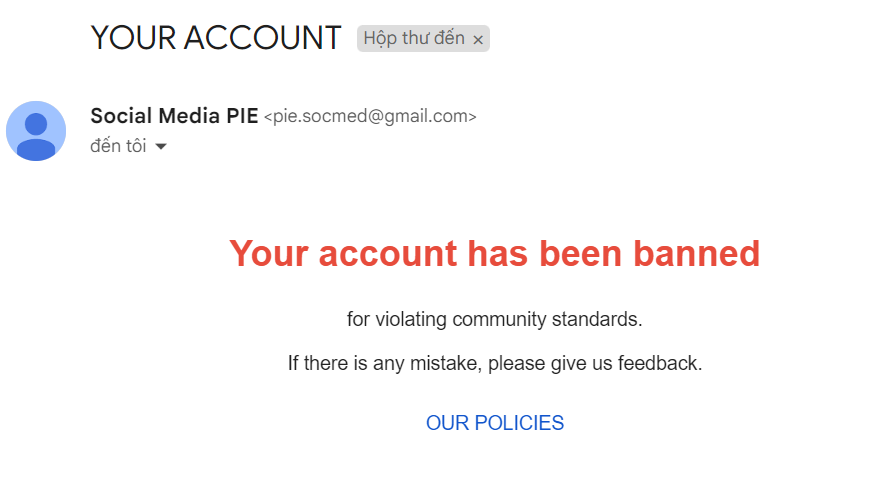 YOUR ACCOUNT Hộp thư đến ×
Social Media PIE <pie.socmed@gmail.com>
đến tôi
Your account has been banned
for violating community standards.
If there is any mistake, please give us feedback.
OUR POLICIES